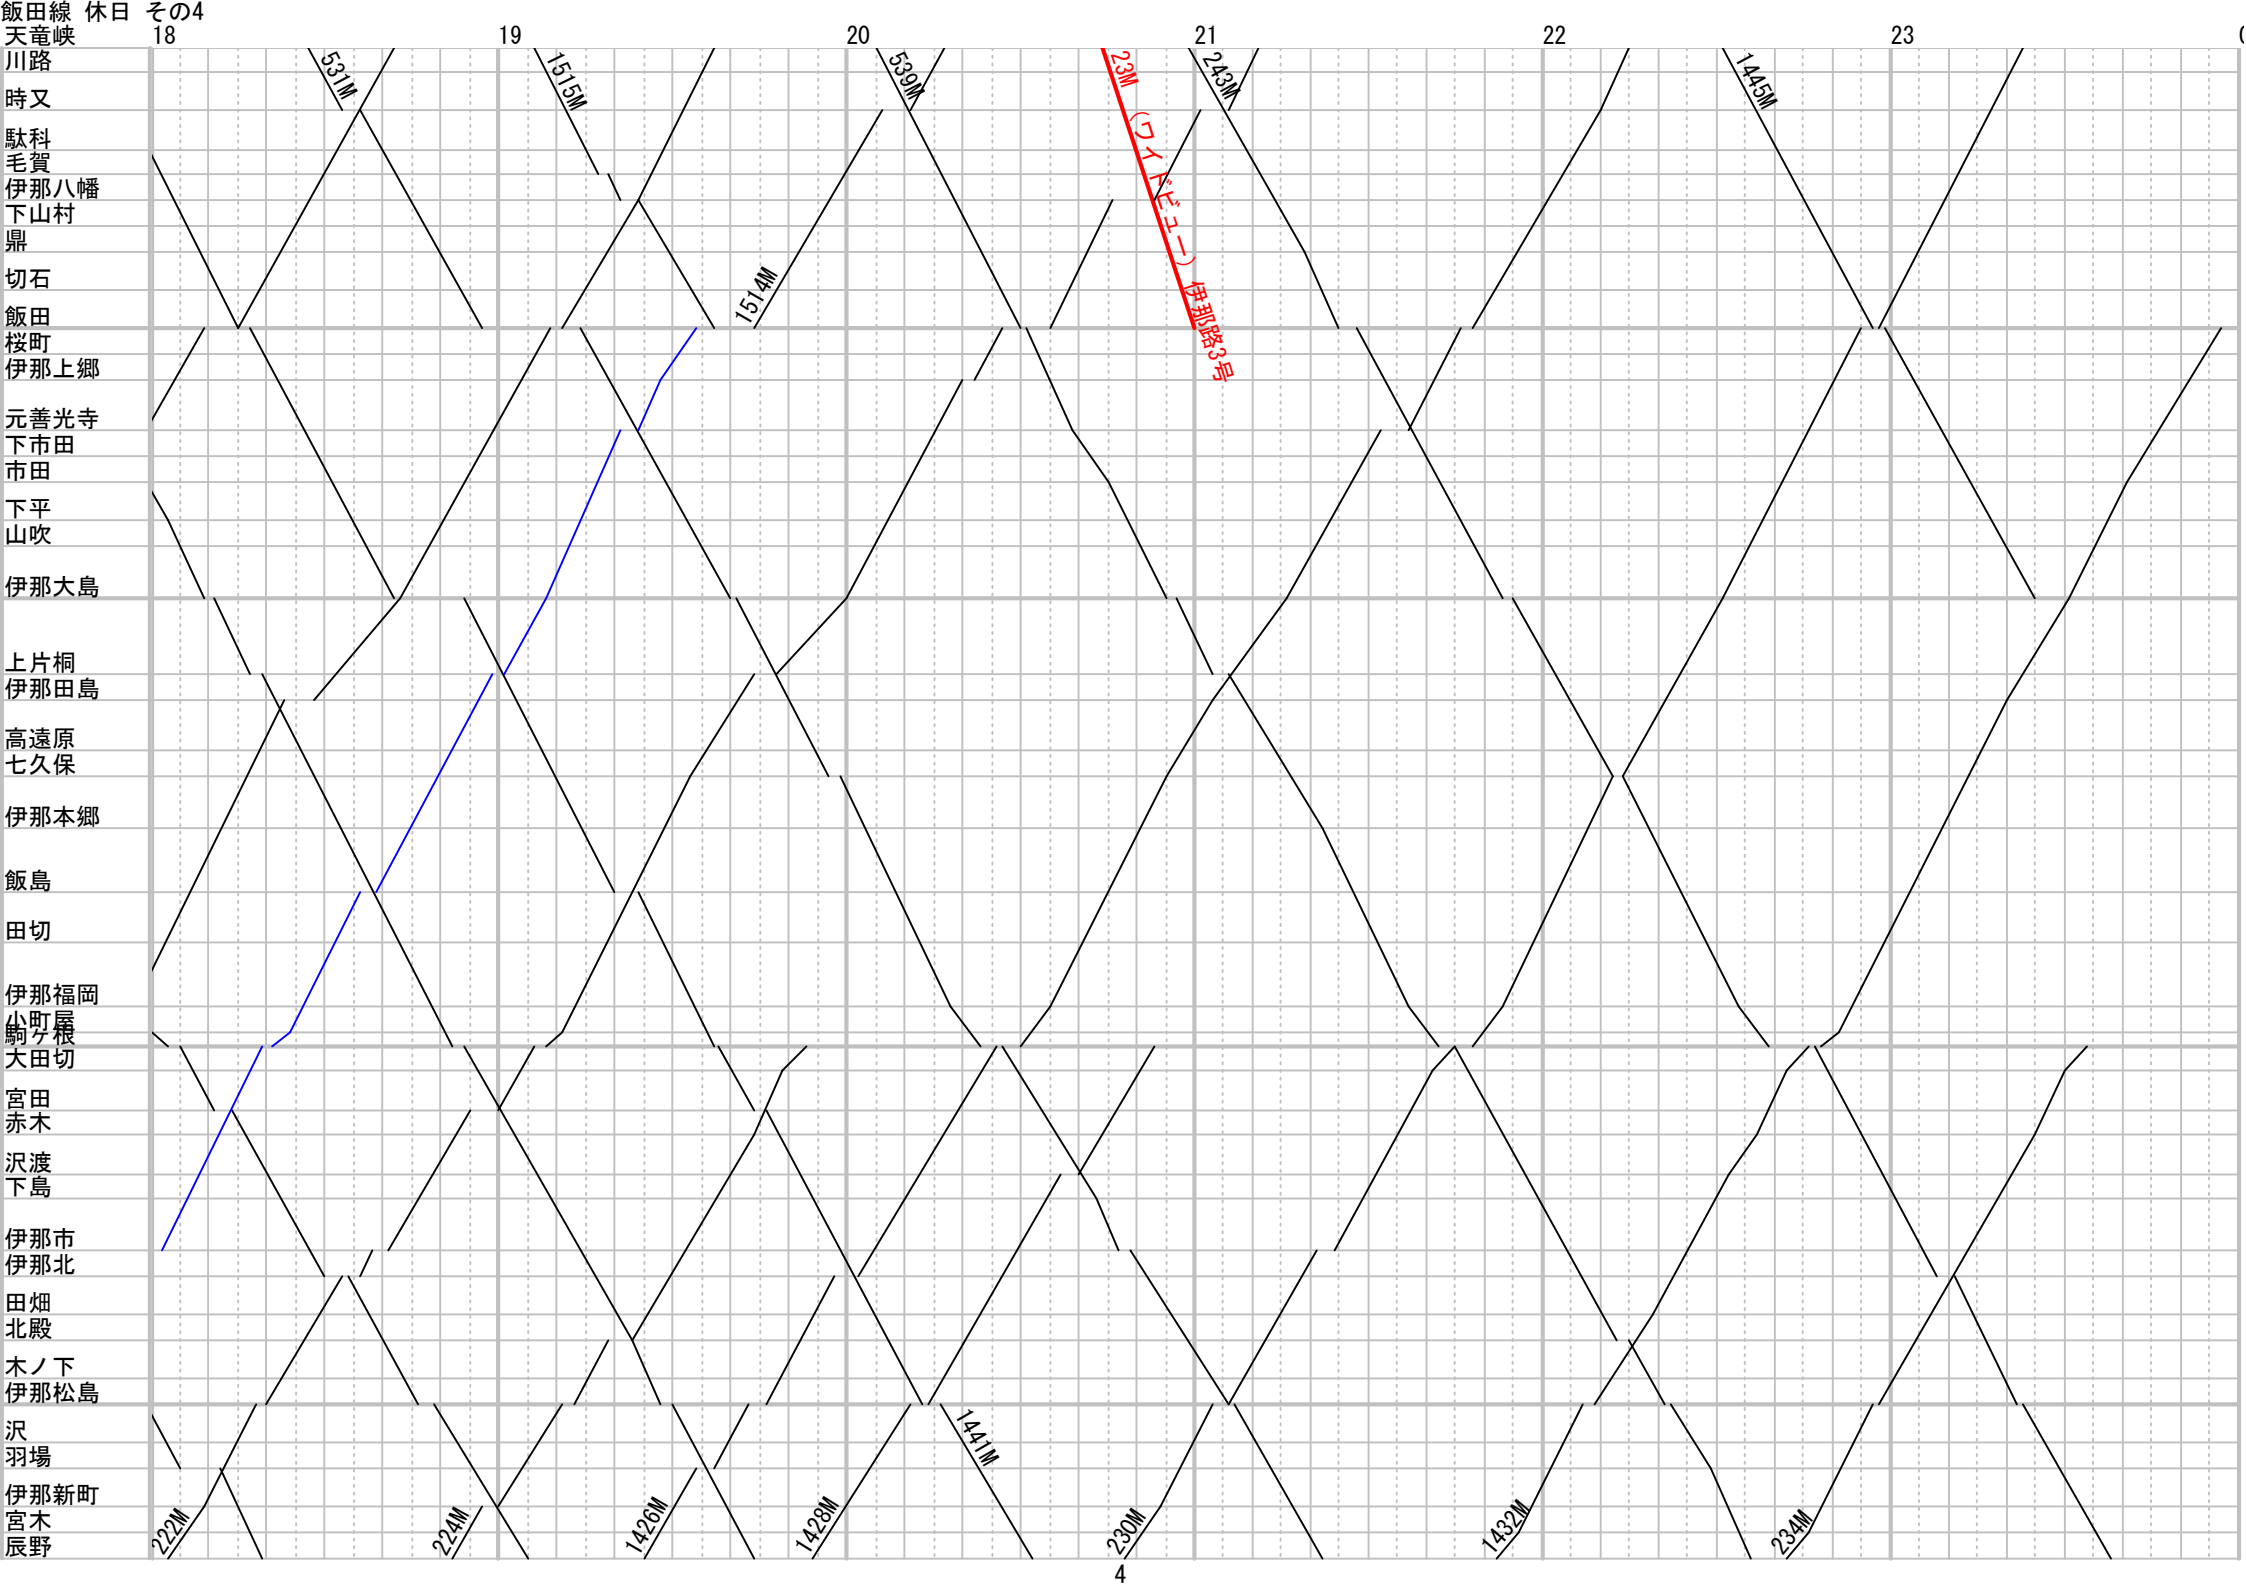 飯田線 休日 その4
18 19 20 21 22 23
天竜峡
川路
時又
駄科
毛賀
伊那八幡
下山村
鼎
切石
飯田
桜町
伊那上郷
元善光寺
下市田
市田
下平
山吹
伊那大島
上片桐
伊那田島
高遠原
七久保
伊那本郷
飯島
田切
伊那福岡
小町屋
駒ヶ根
大田切
宮田
赤木
沢渡
下島
伊那市
伊那北
田畑
北殿
木ノ下
伊那松島
沢
羽場
伊那新町
宮木
辰野
531M
1515M
539M
23M (ワイドビュー) 伊那路3号
243M
1445M
1514M
1441M
222M
224M
1426M
1428M
230M
1432M
234M
4